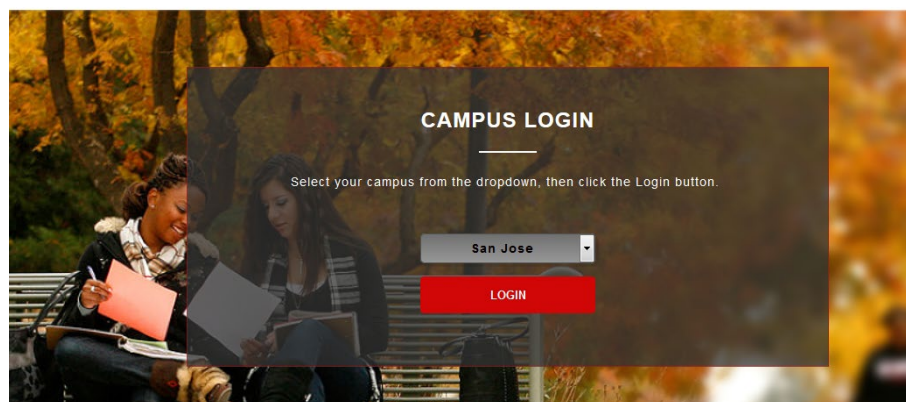 CAMPUS LOGIN
Select your campus from the dropdown, then click the Login button.
San Jose
LOGIN